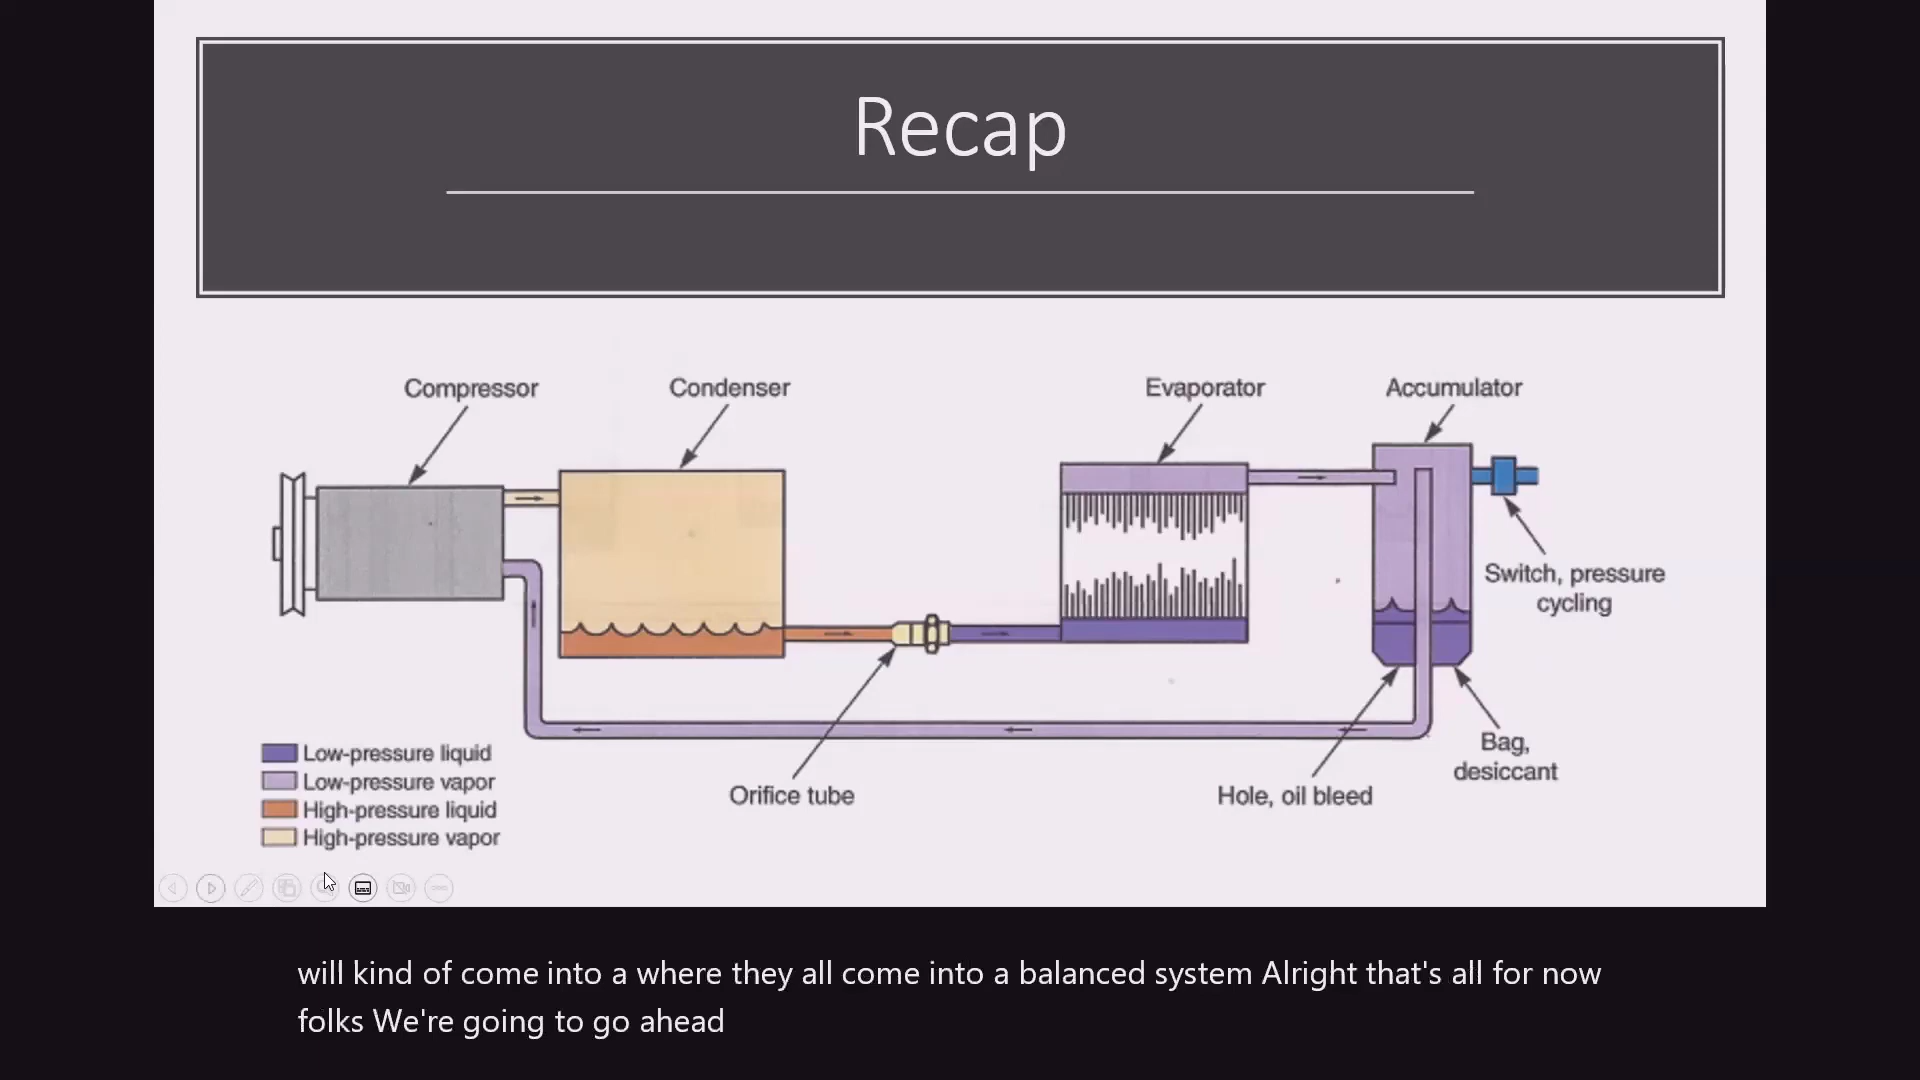 Recap
Compressor
Condenser
Evaporator
Accumulator
Switch, pressure
cycling
Low-pressure liquid
Low-pressure vapor
High-pressure liquid
High-pressure vapor
Orifice tube
Hole, oil bleed
Bag,
desiccant
will kind of come into a where they all come into a balanced system Alright that's all for now
folks We're going to go ahead